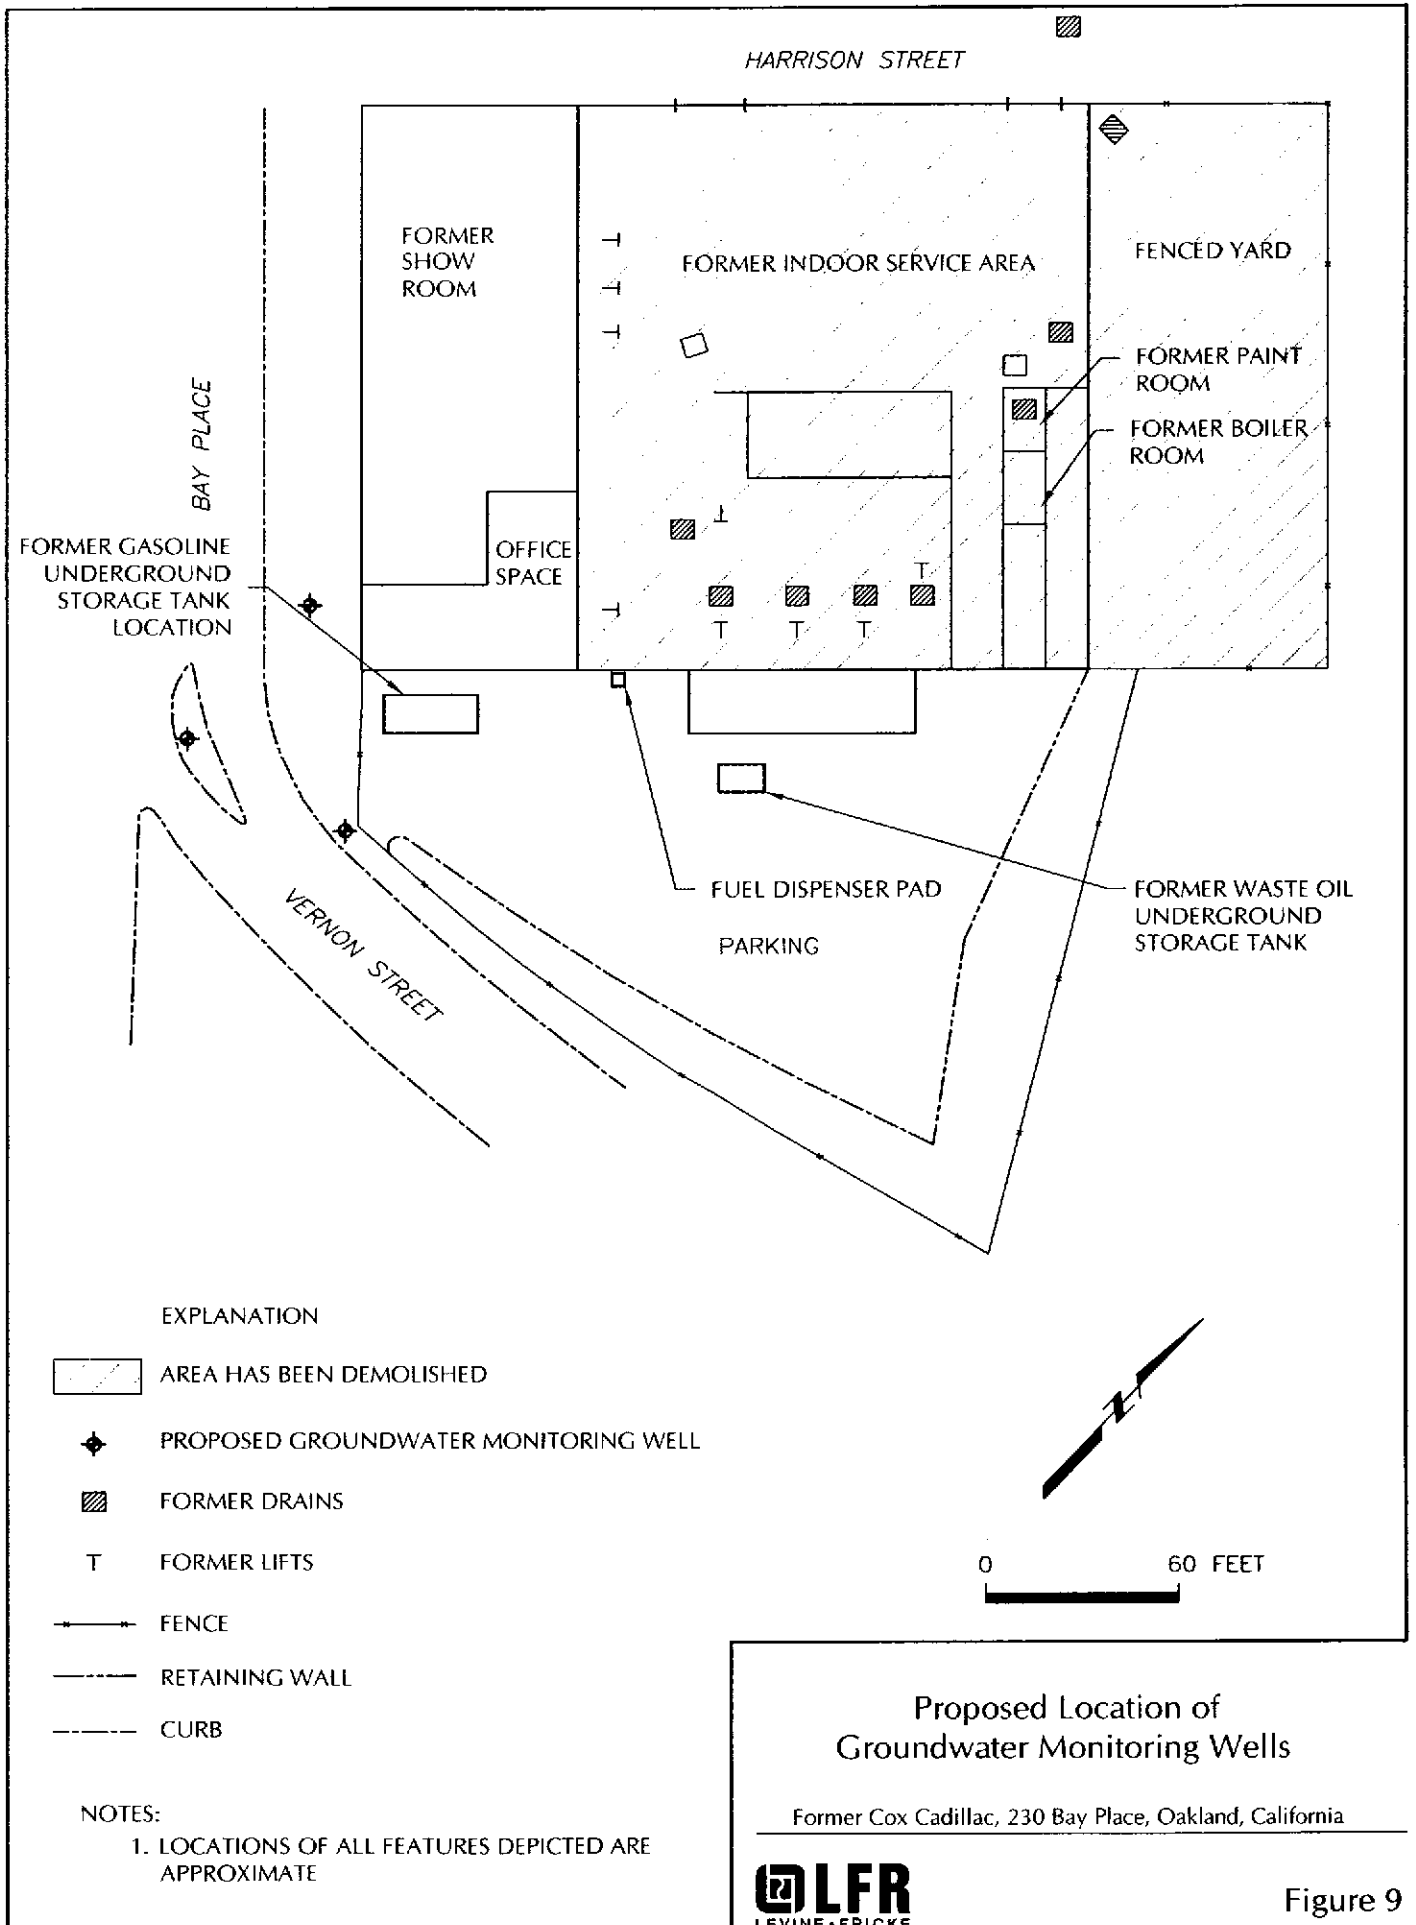 HARRISON STREET
FORMER
SHOW
ROOM
FORMER INDOOR SERVICE AREA
FENCED YARD
FORMER PAINT
ROOM
FORMER BOILER
ROOM
BAY PLACE
FORMER GASOLINE
UNDERGROUND
STORAGE TANK
LOCATION
OFFICE
SPACE
FUEL DISPENSER PAD
PARKING
FORMER WASTE OIL
UNDERGROUND
STORAGE TANK
VERNON STREET
EXPLANATION
AREA HAS BEEN DEMOLISHED
PROPOSED GROUNDWATER MONITORING WELL
FORMER DRAINS
T FORMER LIFTS
FENCE
RETAINING WALL
CURB
N
0 60 FEET
NOTES:
1. LOCATIONS OF ALL FEATURES DEPICTED ARE
APPROXIMATE
Proposed Location of
Groundwater Monitoring Wells
Former Cox Cadillac, 230 Bay Place, Oakland, California
LFR
LEVINE·FRICKE
Figure 9